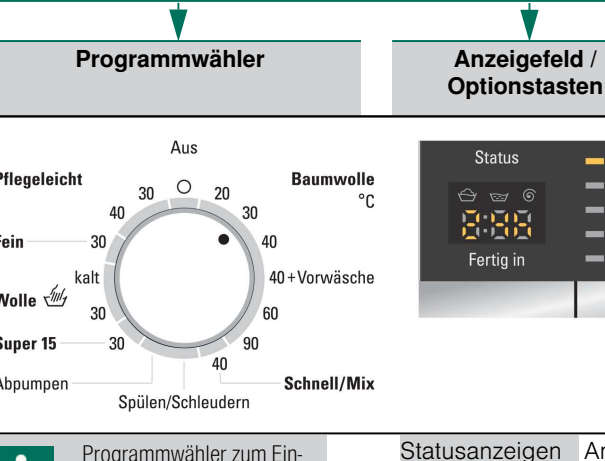 Programmwähler
Anzeigefeld /
Optionstasten
Aus
Pflegeleicht
30
20
Baumwolle
°C
40
30
Fein
30
40
kalt
40+Vorwäsche
Wolle
30
60
Super 15
30
90
40
Abpumpen
Schnell/Mix
Spülen/Schleudern
Status
Fertig in
Programmwähler zum Ein-
Statusanzeigen